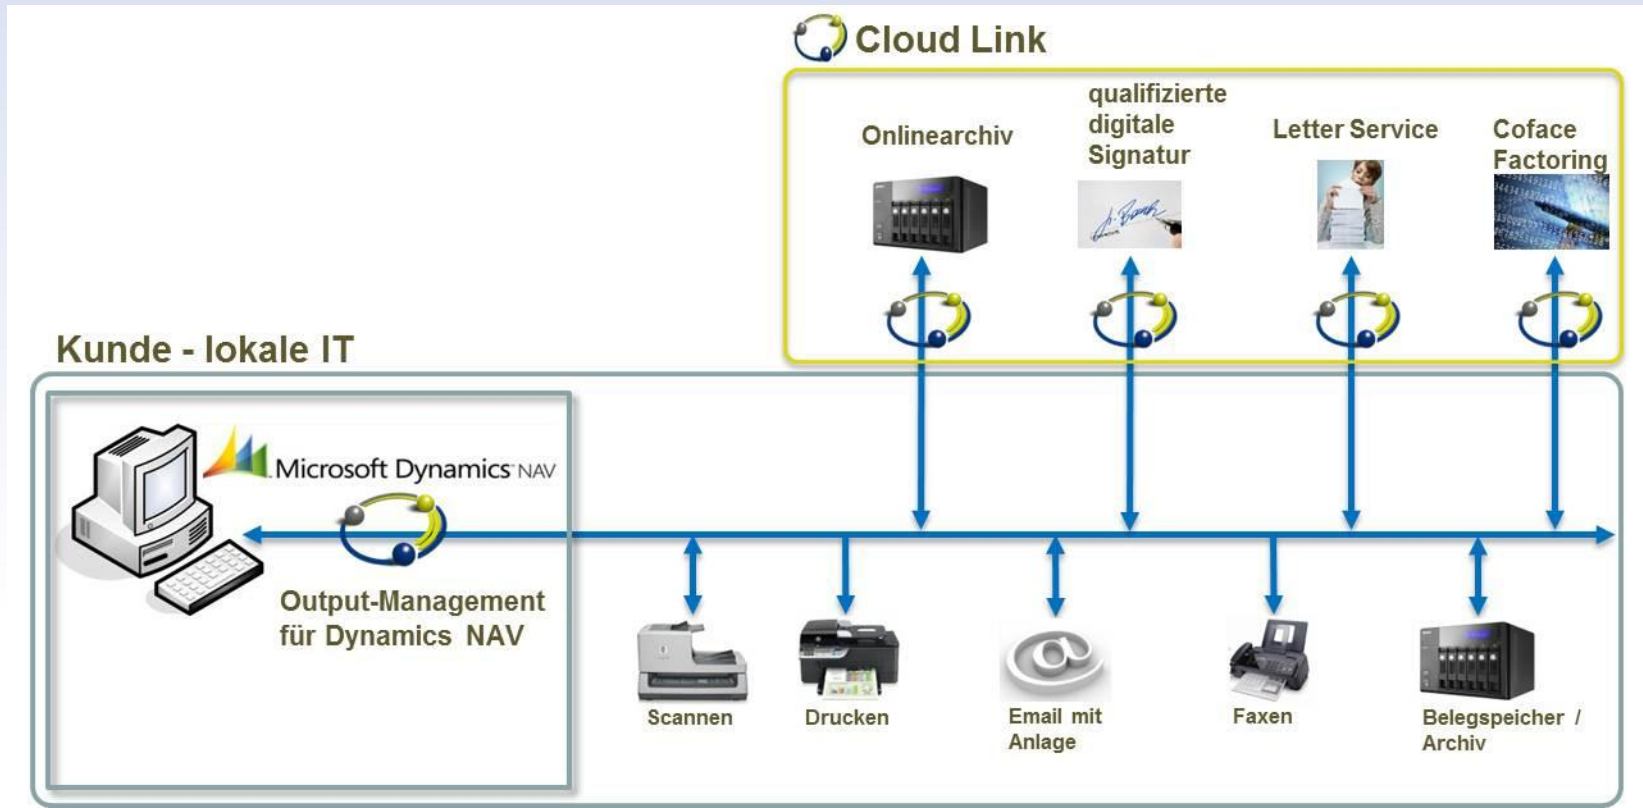 Cloud Link
Onlinearchiv
qualifizierte
digitale
Signatur
Letter Service
Coface
Factoring
Kunde - lokale IT
Microsoft Dynamics NAV
Output-Management
für Dynamics NAV
Scannen
Drucken
Email mit
Anlage
Faxen
Belegspeicher /
Archiv